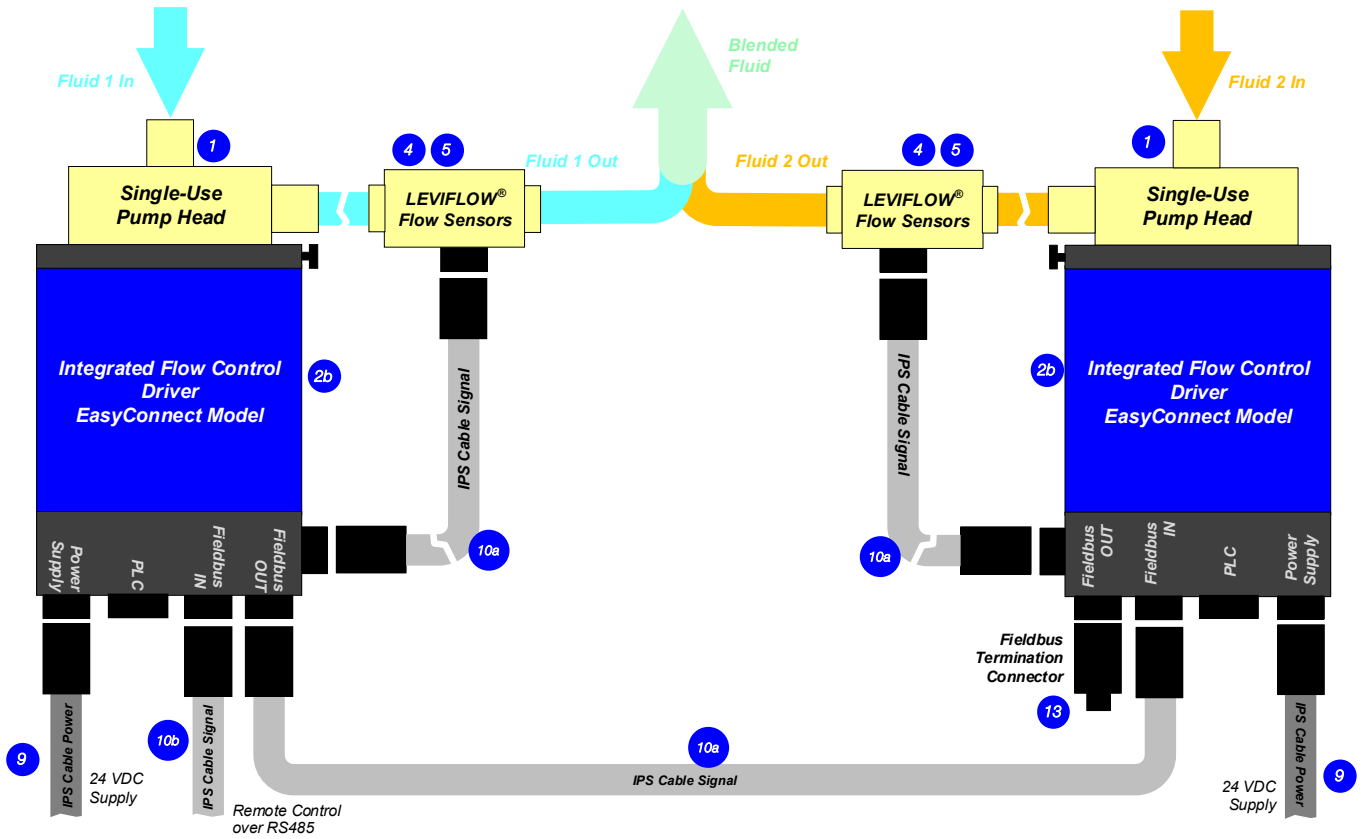 Fluid 1 In
Blended
Fluid
Fluid 2 In
1
4
5
Fluid 1 Out
Fluid 2 Out
4
5
1
Single-Use
Pump Head
LEVIFLOW®
Flow Sensors
LEVIFLOW®
Flow Sensors
Single-Use
Pump Head
Integrated Flow Control
Driver
EasyConnect Model
2b
IPS Cable Signal
IPS Cable Signal
2b
Integrated Flow Control
Driver
EasyConnect Model
10a
10a
Power
Supply
PLC
Fieldbus
IN
Fieldbus
OUT
Fieldbus
OUT
Fieldbus
IN
PLC
Power
Supply
Fieldbus
Termination
Connector
13
9
IPS Cable Power
24 VDC
Supply
10b
IPS Cable Signal
Remote Control
over RS485
10a
IPS Cable Signal
24 VDC
Supply
IPS Cable Power
9